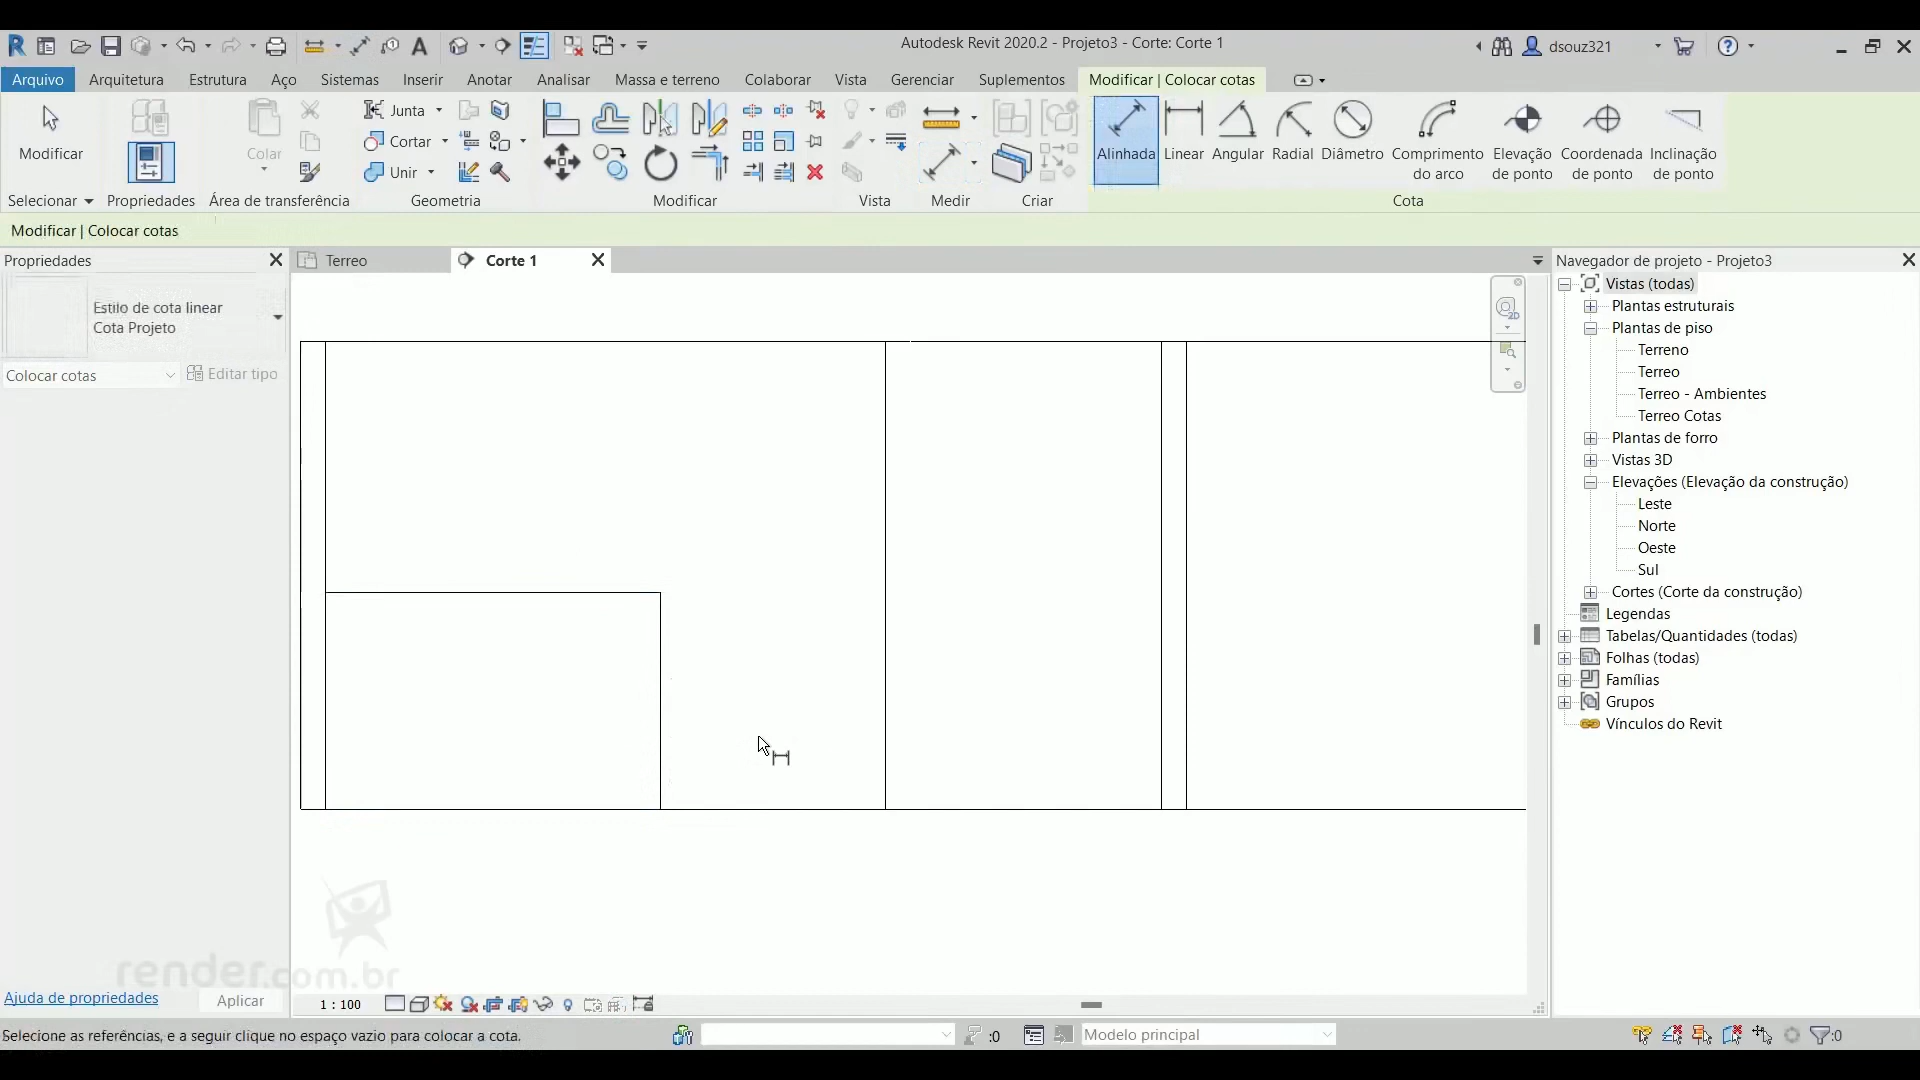 Autodesk Revit 2020.2 - Projeto3 - Corte: Corte 1
dsouz321
Arquivo Arquitetura Estrutura Aço Sistemas Inserir Anotar Analisar Massa e terreno Colaborar Vista Gerenciar Suplementos Modificar | Colocar cotas
Modificar
Colar
Junta
Cortar
Unir
Alinhada Linear Angular Radial Diâmetro Comprimento do arco Elevação de ponto Coordenada de ponto Inclinação de ponto
Selecionar Propriedades Área de transferência Geometria Modificar Vista Medir Criar Cota
Modificar | Colocar cotas
Propriedades
Estilo de cota linear
Cota Projeto
Colocar cotas
Editar tipo
Ajuda de propriedades
Aplicar
Terreo
Corte 1
2D
render.com.br
1 : 100
Navegador de projeto - Projeto3
Vistas (todas)
Plantas estruturais
Plantas de piso
Terreno
Terreo
Terreo - Ambientes
Terreo Cotas
Plantas de forro
Vistas 3D
Elevações (Elevação da construção)
Leste
Norte
Oeste
Sul
Cortes (Corte da construção)
Legendas
Tabelas/Quantidades (todas)
Folhas (todas)
Famílias
Grupos
Vínculos do Revit
Selecione as referências, e a seguir clique no espaço vazio para colocar a cota.
:0
Modelo principal
:0